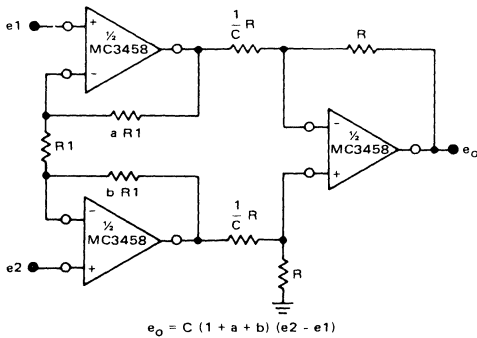 e1
+
½
MC3458
−
1/C R
R
a R1
R1
b R1
−
½
MC3458
+
e2
−
½
MC3458
+
eₒ
1/C R
R
eₒ = C (1 + a + b) (e2 - e1)